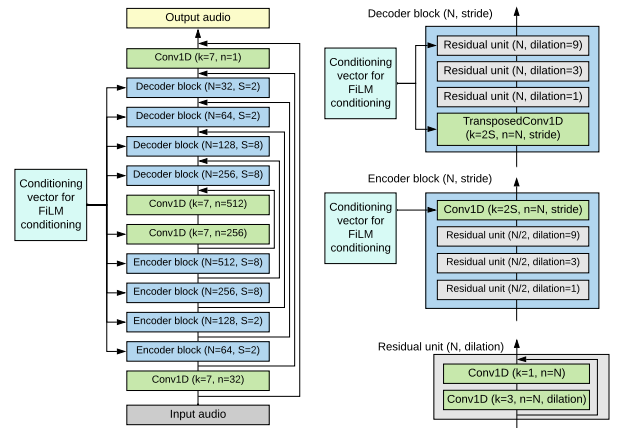 Output audio
Conv1D (k=7, n=1)
Decoder block (N=32, S=2)
Decoder block (N=64, S=2)
Decoder block (N=128, S=8)
Decoder block (N=256, S=8)
Conv1D (k=7, n=512)
Conv1D (k=7, n=256)
Encoder block (N=512, S=8)
Encoder block (N=256, S=8)
Encoder block (N=128, S=2)
Encoder block (N=64, S=2)
Conv1D (k=7, n=32)
Input audio
Conditioning
vector for
FiLM
conditioning
Decoder block (N, stride)
Conditioning
vector for
FiLM
conditioning
Residual unit (N, dilation=9)
Residual unit (N, dilation=3)
Residual unit (N, dilation=1)
TransposedConv1D
(k=2S, n=N, stride)
Encoder block (N, stride)
Conditioning
vector for
FiLM
conditioning
Conv1D (k=2S, n=N, stride)
Residual unit (N/2, dilation=9)
Residual unit (N/2, dilation=3)
Residual unit (N/2, dilation=1)
Residual unit (N, dilation)
Conv1D (k=1, n=N)
Conv1D (k=3, n=N, dilation)